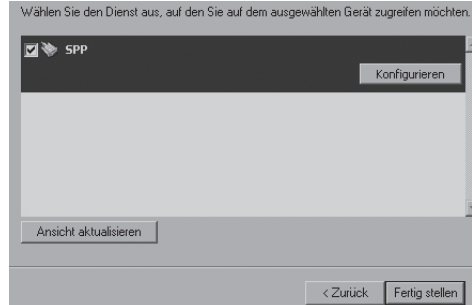 Wählen Sie den Dienst aus, auf den Sie auf dem ausgewählten Gerät zugreifen möchten.
SPP
Konfigurieren
Ansicht aktualisieren
< Zurück
Fertig stellen